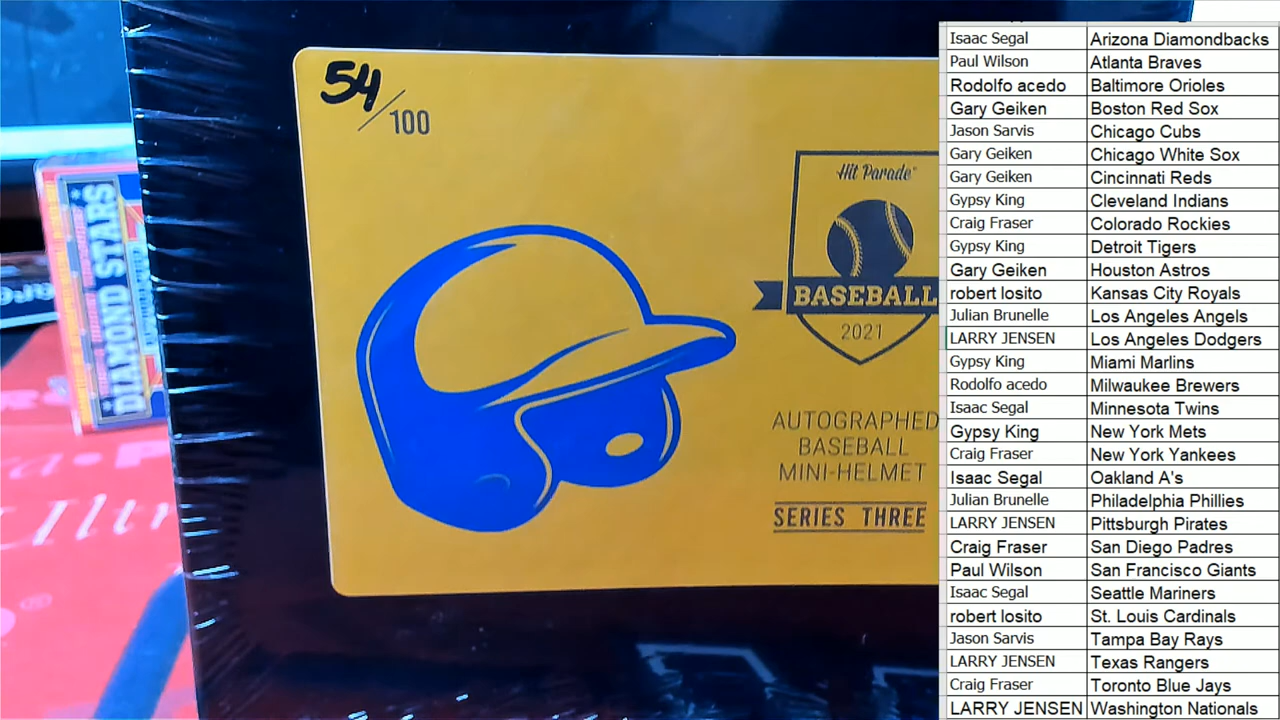 54/100
Hit Parade™
BASEBALL
2021
AUTOGRAPHED
BASEBALL
MINI-HELMET
SERIES THREE
DIAMOND STARS
Isaac Segal Arizona Diamondbacks
Paul Wilson Atlanta Braves
Rodolfo acedo Baltimore Orioles
Gary Geiken Boston Red Sox
Jason Sarvis Chicago Cubs
Gary Geiken Chicago White Sox
Gary Geiken Cincinnati Reds
Gypsy King Cleveland Indians
Craig Fraser Colorado Rockies
Gypsy King Detroit Tigers
Gary Geiken Houston Astros
robert losito Kansas City Royals
Julian Brunelle Los Angeles Angels
LARRY JENSEN Los Angeles Dodgers
Gypsy King Miami Marlins
Rodolfo acedo Milwaukee Brewers
Isaac Segal Minnesota Twins
Gypsy King New York Mets
Craig Fraser New York Yankees
Isaac Segal Oakland A's
Julian Brunelle Philadelphia Phillies
LARRY JENSEN Pittsburgh Pirates
Craig Fraser San Diego Padres
Paul Wilson San Francisco Giants
Isaac Segal Seattle Mariners
robert losito St. Louis Cardinals
Jason Sarvis Tampa Bay Rays
LARRY JENSEN Texas Rangers
Craig Fraser Toronto Blue Jays
LARRY JENSEN Washington Nationals